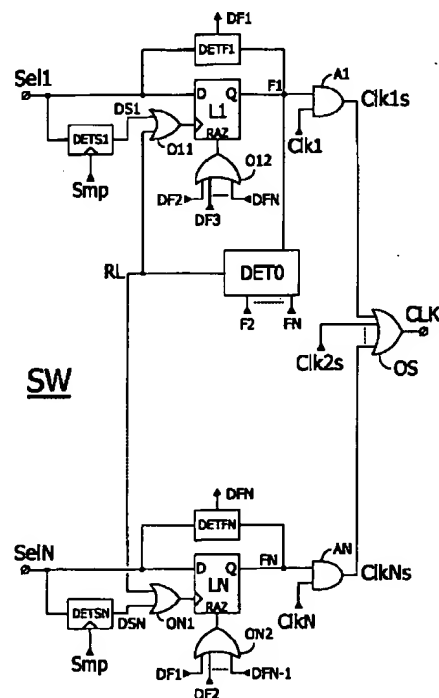 DF1
DETF1
Sel1
D Q
F1
A1
Clk1s
L1
DS1
DETS1
O11
RAZ
Clk1
O12
Smp
DF2
DFN
DF3
RL
DET0
F2
FN
CLK
Clk2s
OS
SW
DFN
DETFN
SelN
D Q
FN
AN
ClkNs
LN
DETSN
DSN
ON1
RAZ
ClkN
ON2
Smp
DF1
DFN-1
DF2